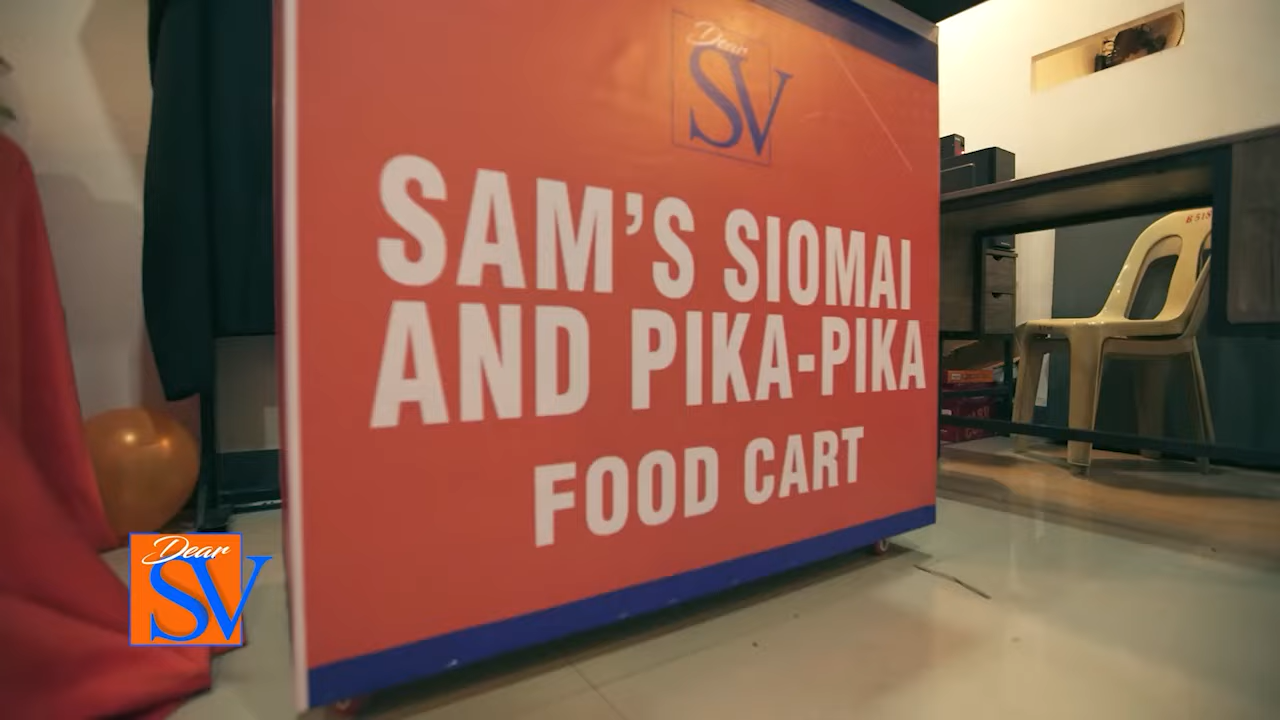 Dear
SV
SAM'S SIOMAI
AND PIKA-PIKA
FOOD CART
Dear
SV